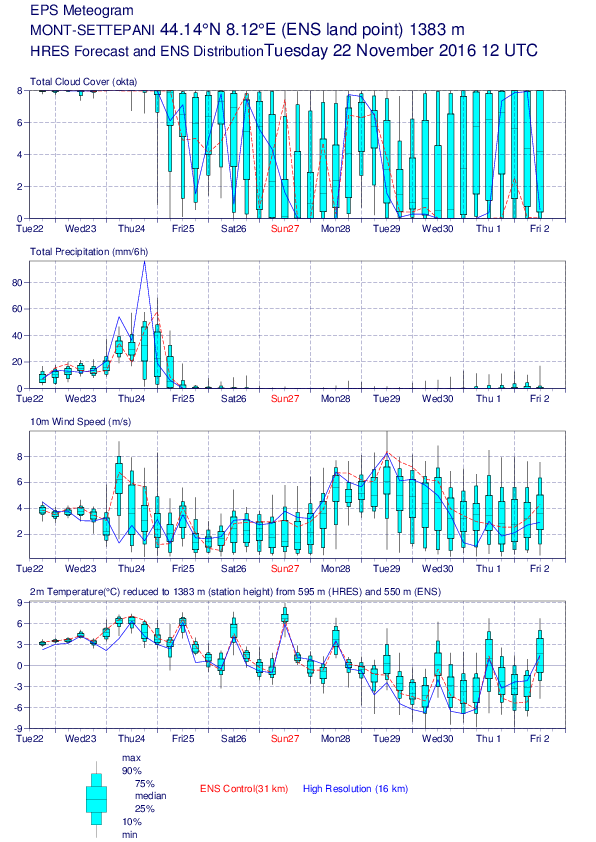 EPS Meteogram
MONT-SETTEPANI 44.14°N 8.12°E (ENS land point) 1383 m
HRES Forecast and ENS Distribution Tuesday 22 November 2016 12 UTC
Total Cloud Cover (okta)
8
6
4
2
0
Tue22 Wed23 Thu24 Fri25 Sat26 Sun27 Mon28 Tue29 Wed30 Thu 1 Fri 2
Total Precipitation (mm/6h)
80
60
40
20
0
Tue22 Wed23 Thu24 Fri25 Sat26 Sun27 Mon28 Tue29 Wed30 Thu 1 Fri 2
10m Wind Speed (m/s)
8
6
4
2
Tue22 Wed23 Thu24 Fri25 Sat26 Sun27 Mon28 Tue29 Wed30 Thu 1 Fri 2
2m Temperature(°C) reduced to 1383 m (station height) from 595 m (HRES) and 550 m (ENS)
9
6
3
0
-3
-6
-9
Tue22 Wed23 Thu24 Fri25 Sat26 Sun27 Mon28 Tue29 Wed30 Thu 1 Fri 2
max
90%
75%
median
25%
10%
min
ENS Control(31 km) High Resolution (16 km)